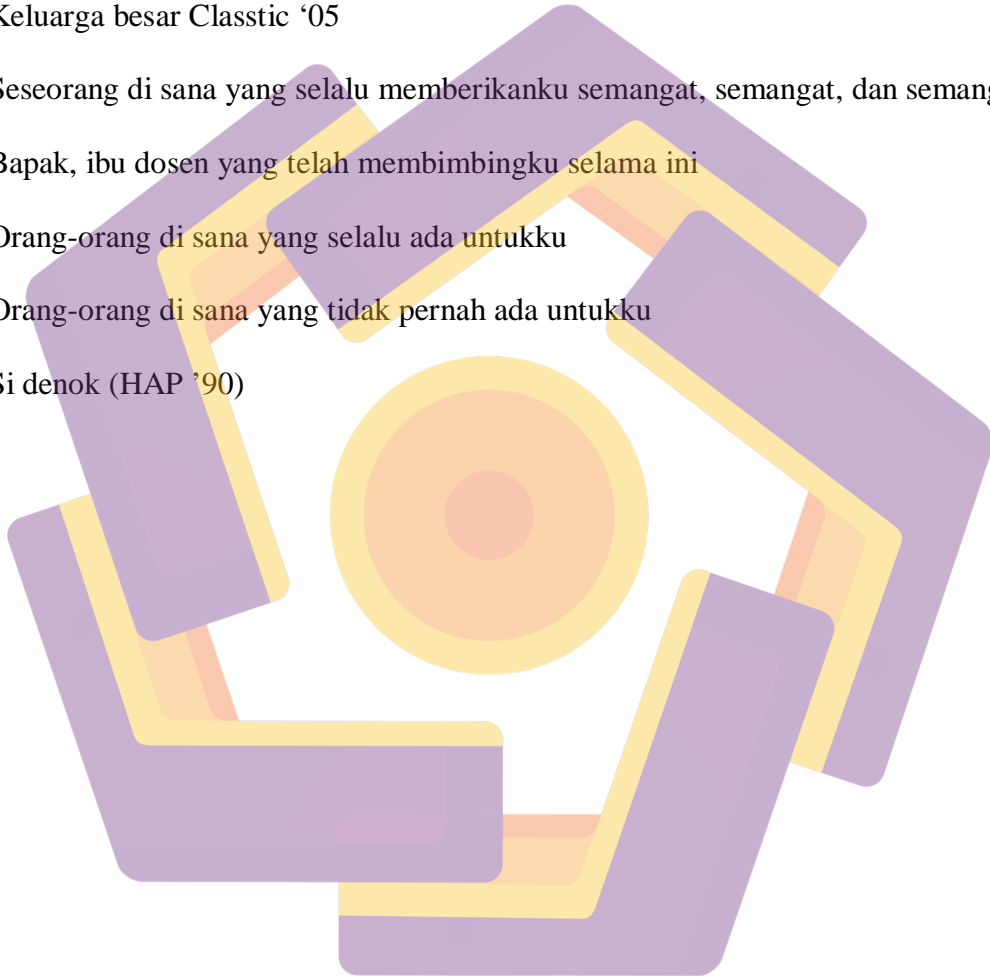 Keluarga besar Classtic ‘05
Seseorang di sana yang selalu memberikanku semangat, semangat, dan
Bapak, ibu dosen yang telah membimbingku selama ini
Orang-orang di sana yang selalu ada untukku
Orang-orang di sana yang tidak pernah ada untukku
Si denok (HAP ’90)